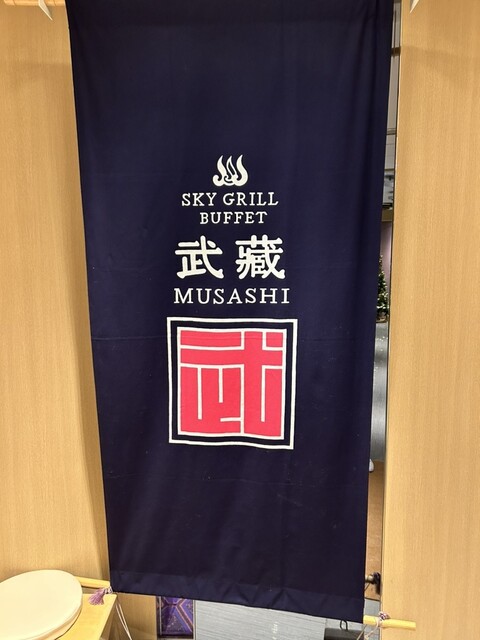 SKY GRILL
BUFFET
武藏
MUSASHI
武